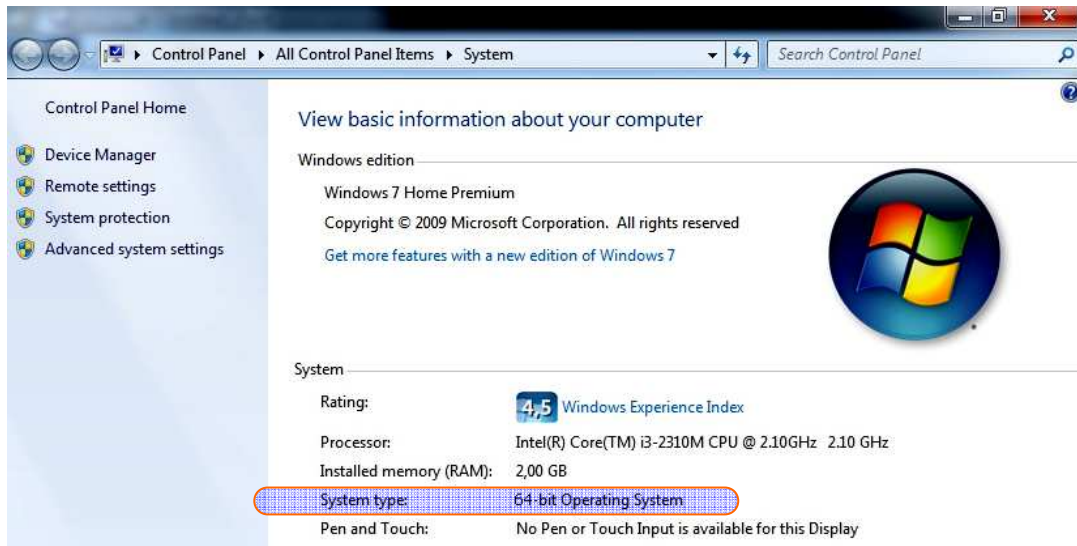 Control Panel ▸ All Control Panel Items ▸ System
Search Control Panel
Control Panel Home
Device Manager
Remote settings
System protection
Advanced system settings
View basic information about your computer
Windows edition
Windows 7 Home Premium
Copyright © 2009 Microsoft Corporation. All rights reserved
Get more features with a new edition of Windows 7
System
Rating: 4,5 Windows Experience Index
Processor: Intel(R) Core(TM) i3-2310M CPU @ 2.10GHz 2.10 GHz
Installed memory (RAM): 2,00 GB
System type: 64-bit Operating System
Pen and Touch: No Pen or Touch Input is available for this Display